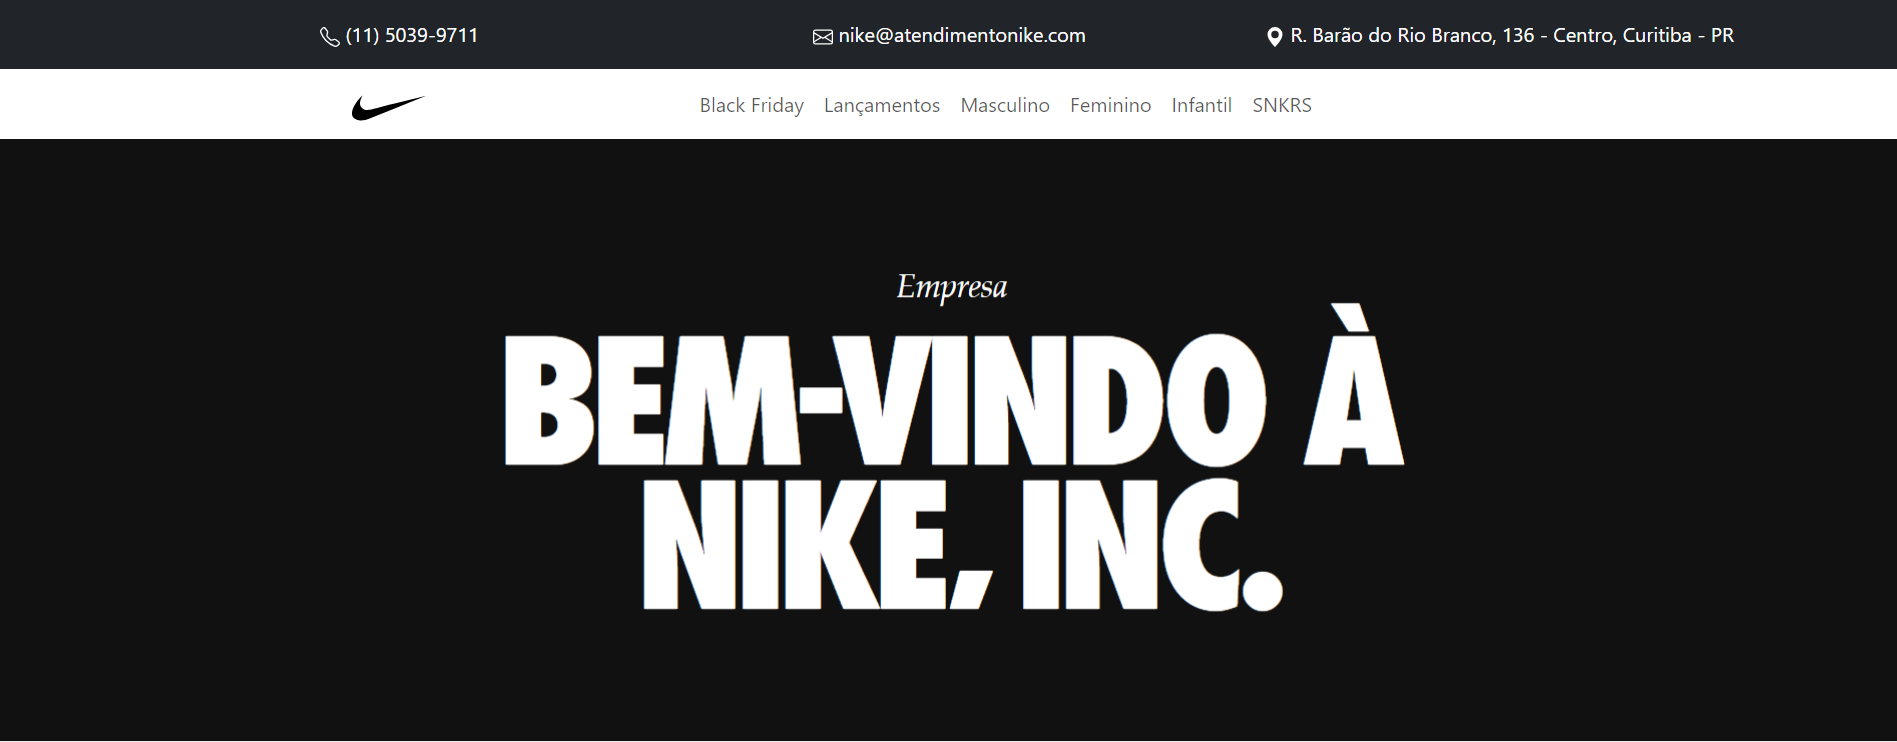 (11) 5039-9711
nike@atendimentonike.com
R. Barão do Rio Branco, 136 - Centro, Curitiba - PR
Black Friday Lançamentos Masculino Feminino Infantil SNKRS
Empresa
BEM-VINDO À
NIKE, INC.